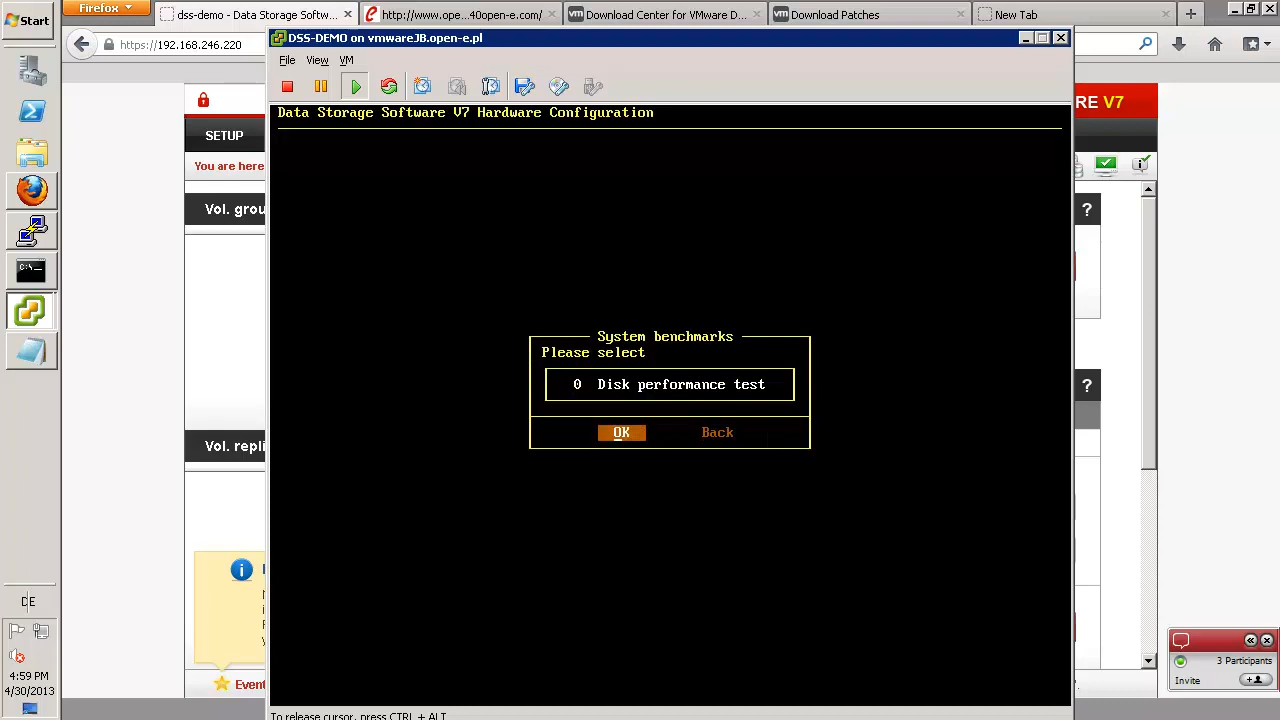 Start
Firefox
dss-demo - Data Storage Softw...
http://www.ope...40open-e.com/
Download Center for VMware D...
Download Patches
New Tab
https://192.168.246.220
DSS-DEMO on vmwareJB.open-e.pl
File View VM
Data Storage Software V7 Hardware Configuration
RE V7
SETUP
You are here
Vol. grou
?
System benchmarks
Please select
0 Disk performance test
OK Back
?
Vol. repli
DE
4:59 PM
4/30/2013
Event
3 Participants
Invite
To release cursor, press CTRL + ALT